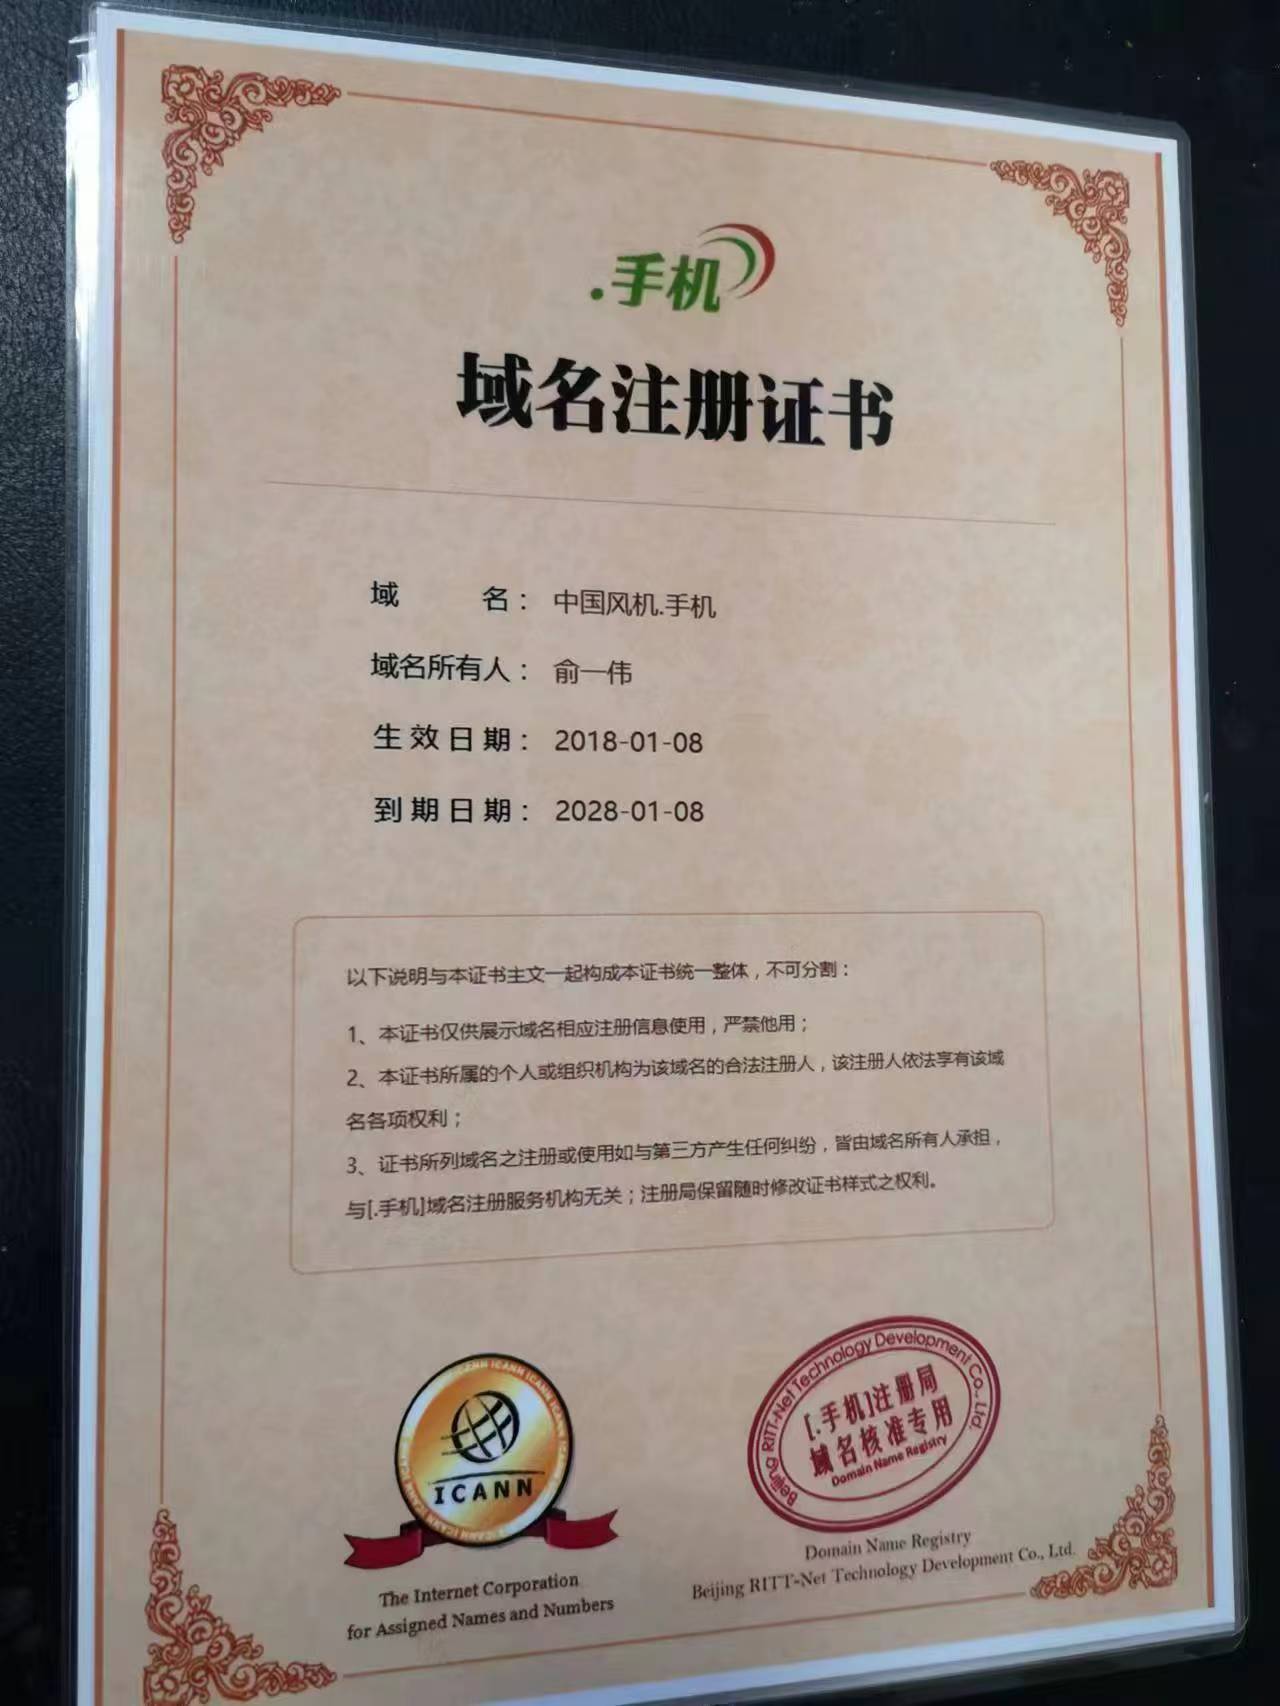 .手机
域名注册证书
域名：中国风机.手机
域名所有人：俞一伟
生效日期：2018-01-08
到期日期：2028-01-08
以下说明与本证书主文一起构成本证书统一整体，不可分割：
1、本证书仅供展示域名相应注册信息使用，严禁他用；
2、本证书所属的个人或组织机构为该域名的合法注册人，该注册人依法享有该域
名各项权利；
3、证书所列域名之注册或使用如与第三方产生任何纠纷，皆由域名所有人承担，
与[.手机]域名注册服务机构无关；注册局保留随时修改证书样式之权利。
ICANN ICANN ICANN ICANN
ICANN
The Internet Corporation
for Assigned Names and Numbers
Beijing RITT-Net Technology Development Co., Ltd.
[.手机]注册局
域名核准专用
Domain Name Registry
Domain Name Registry
Beijing RITT-Net Technology Development Co., Ltd.